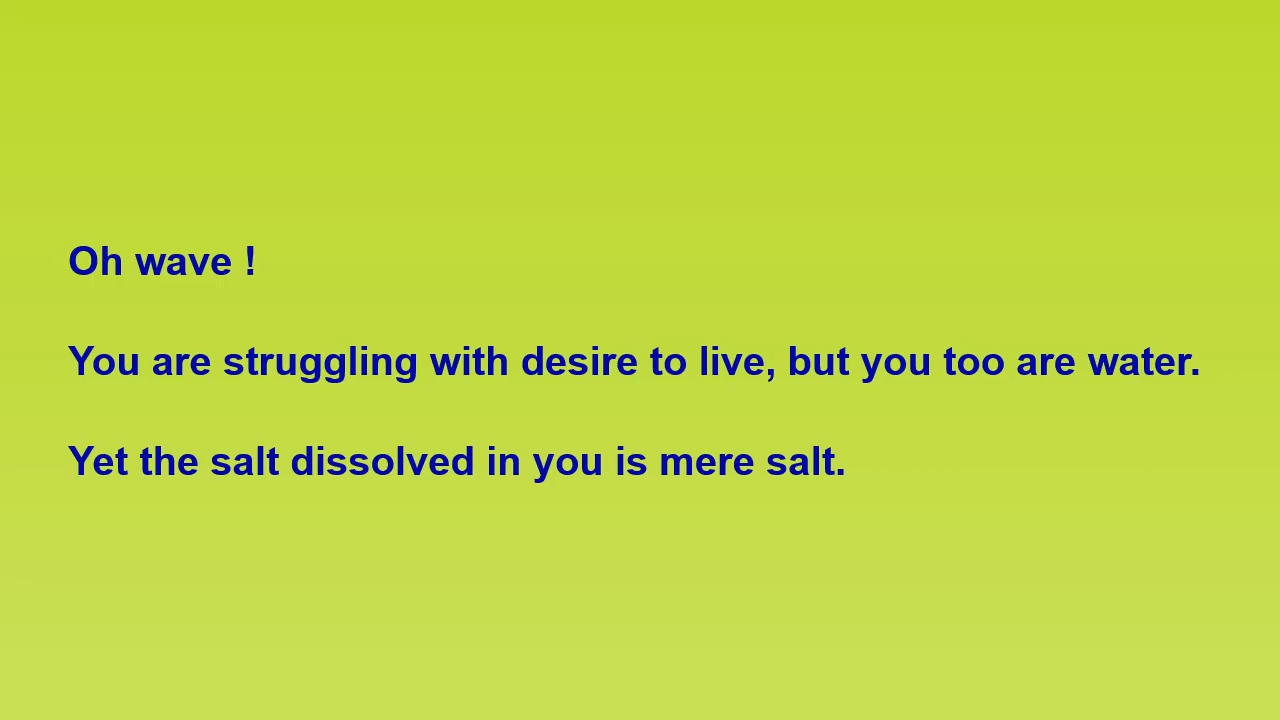 Oh wave !
You are struggling with desire to live, but you too are water.
Yet the salt dissolved in you is mere salt.